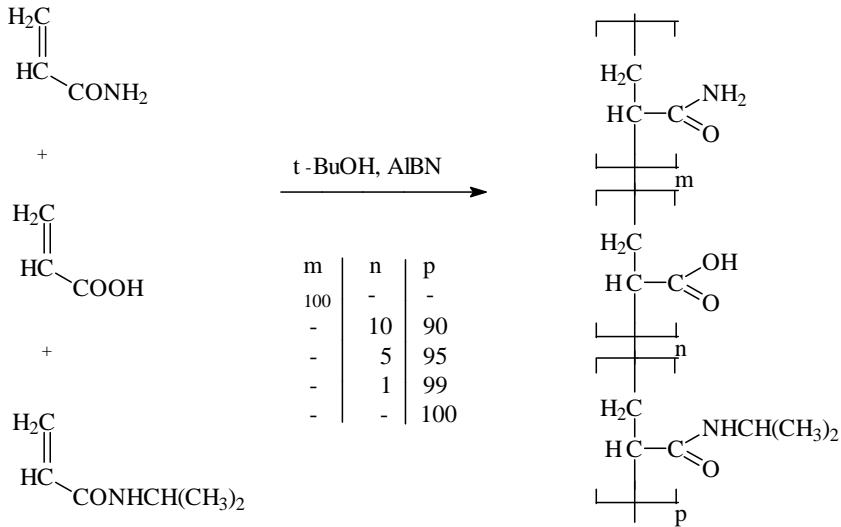 H₂C
HC
CONH₂
+
H₂C
HC
COOH
+
H₂C
HC
CONHCH(CH₃)₂
t -BuOH, AIBN
m n p
100 - -
- 10 90
- 5 95
- 1 99
- - 100
H₂C
HC C NH₂
O
m
H₂C
HC C OH
O
n
H₂C
HC C NHCH(CH₃)₂
O
p